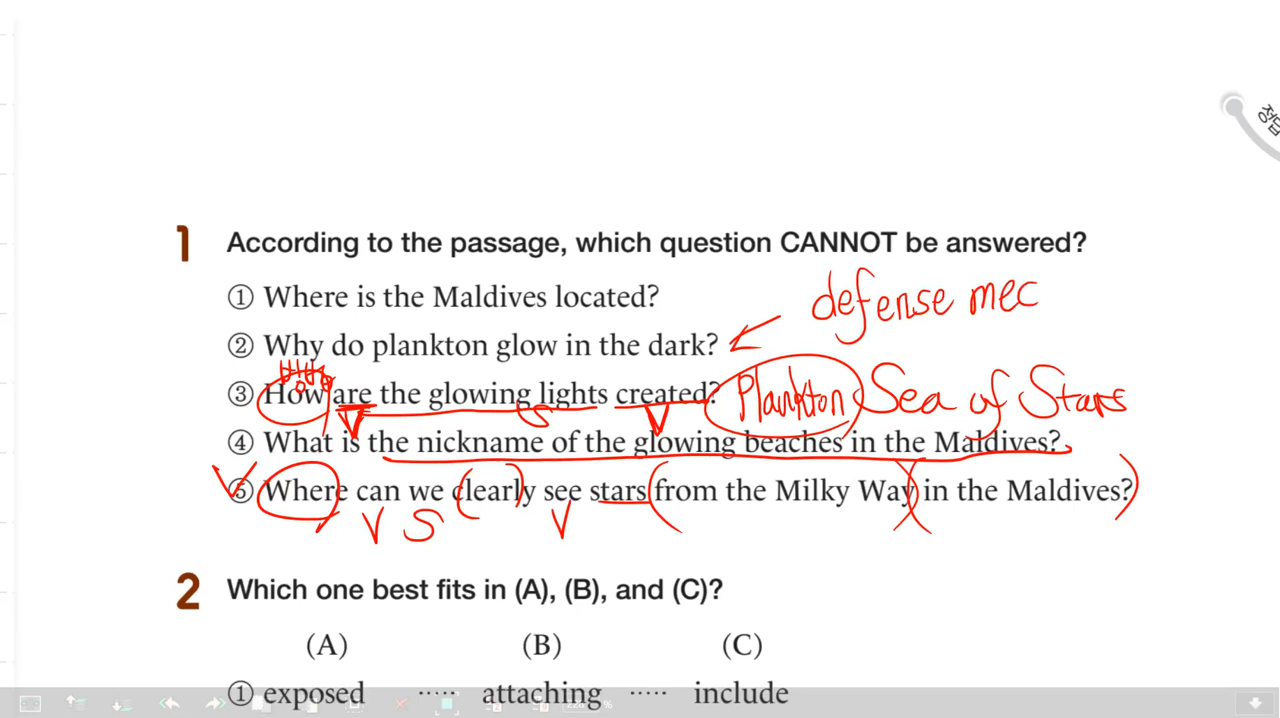 정답
1 According to the passage, which question CANNOT be answered?
① Where is the Maldives located?
defense mec
② Why do plankton glow in the dark?
③ How are the glowing lights created?
Plankton Sea of Stars
V S V
④ What is the nickname of the glowing beaches in the Maldives?
⑤ Where can we clearly see stars from the Milky Way in the Maldives?
V S V
2 Which one best fits in (A), (B), and (C)?
(A) (B) (C)
① exposed ····· attaching ····· include